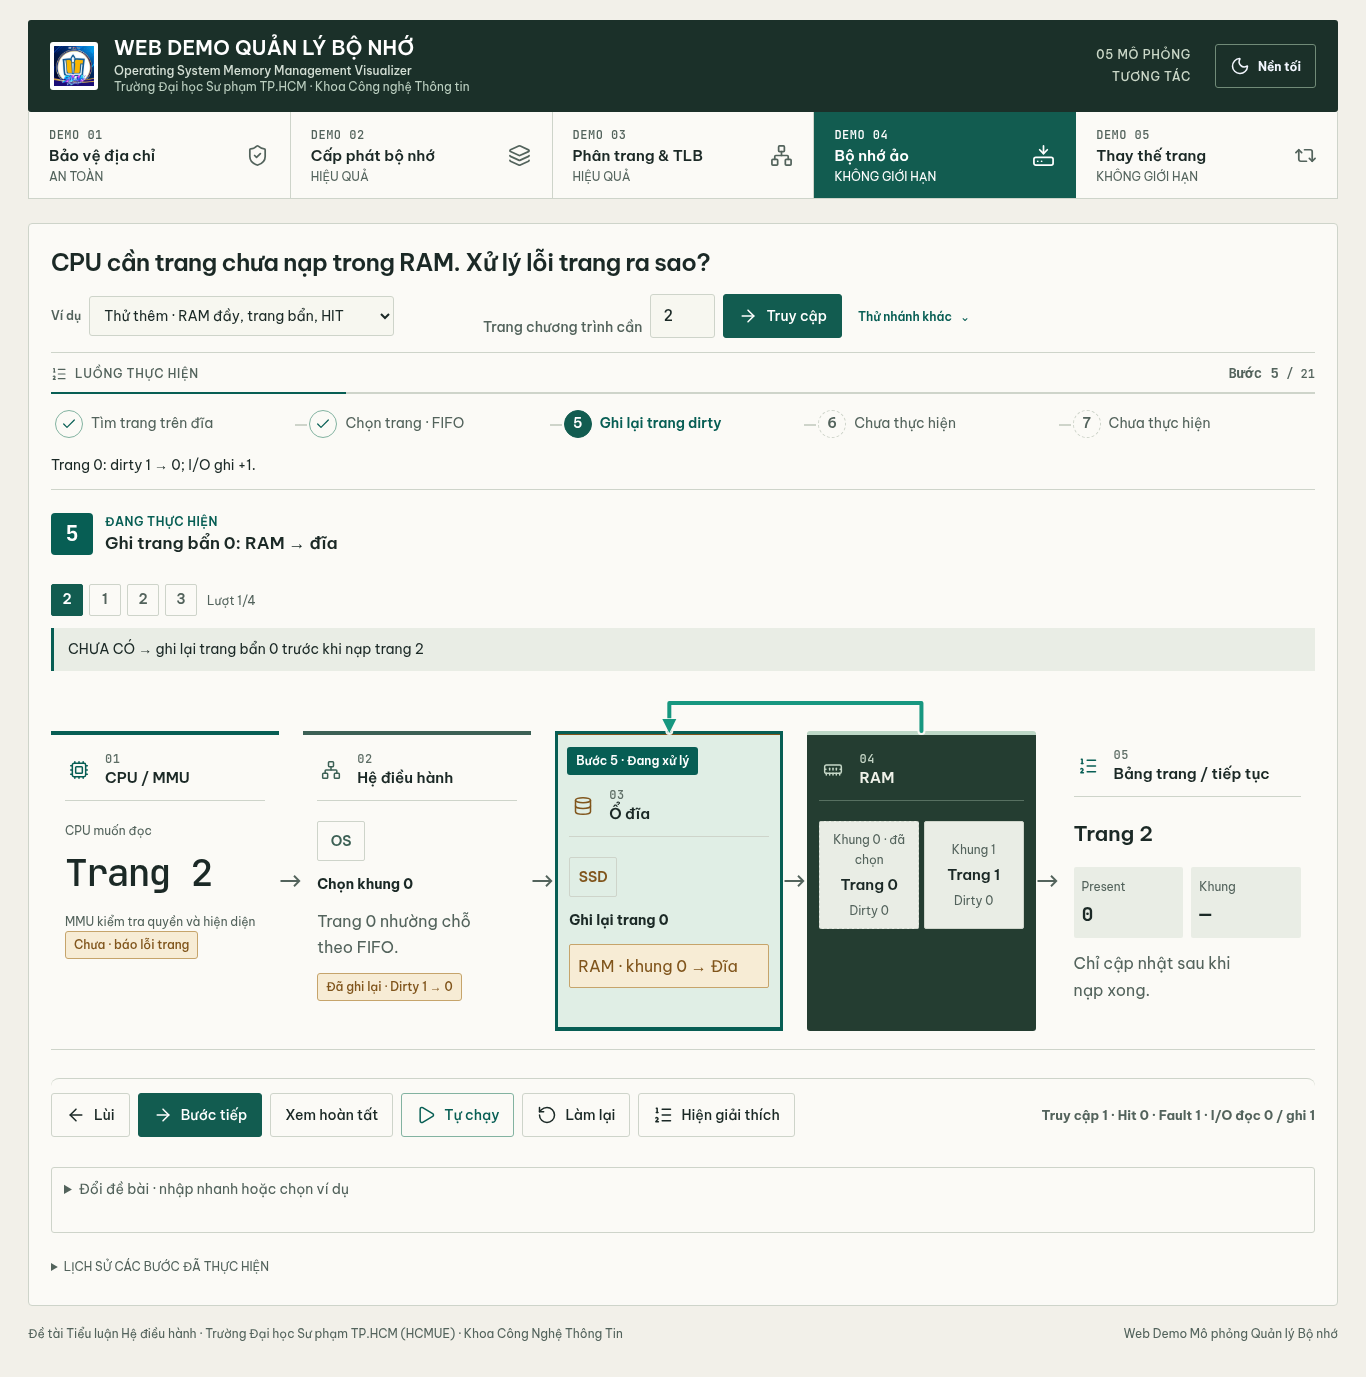 WEB DEMO QUẢN LÝ BỘ NHỚ
Operating System Memory Management Visualizer
Trường Đại học Sư phạm TP.HCM · Khoa Công nghệ Thông tin
05 MÔ PHỎNG
TƯƠNG TÁC
Nền tối
DEMO 01
Bảo vệ địa chỉ
AN TOÀN
DEMO 02
Cấp phát bộ nhớ
HIỆU QUẢ
DEMO 03
Phân trang & TLB
HIỆU QUẢ
DEMO 04
Bộ nhớ ảo
KHÔNG GIỚI HẠN
DEMO 05
Thay thế trang
KHÔNG GIỚI HẠN
CPU cần trang chưa nạp trong RAM. Xử lý lỗi trang ra sao?
Ví dụ
Thử thêm · RAM đầy, trang bẩn, HIT
Trang chương trình cần
2
Truy cập
Thử nhánh khác
LUỒNG THỰC HIỆN
Bước 5 / 21
Tìm trang trên đĩa
Chọn trang · FIFO
5 Ghi lại trang dirty
6 Chưa thực hiện
7 Chưa thực hiện
Trang 0: dirty 1 → 0; I/O ghi +1.
5
ĐANG THỰC HIỆN
Ghi trang bẩn 0: RAM → đĩa
2 1 2 3 Lượt 1/4
CHƯA CÓ → ghi lại trang bẩn 0 trước khi nạp trang 2
01
CPU / MMU
CPU muốn đọc
Trang 2
MMU kiểm tra quyền và hiện diện
Chưa · báo lỗi trang
02
Hệ điều hành
OS
Chọn khung 0
Trang 0 nhường chỗ
theo FIFO.
Đã ghi lại · Dirty 1 → 0
Bước 5 · Đang xử lý
03
Ổ đĩa
SSD
Ghi lại trang 0
RAM · khung 0 → Đĩa
04
RAM
Khung 0 · đã
chọn
Trang 0
Dirty 0
Khung 1
Trang 1
Dirty 0
05
Bảng trang / tiếp tục
Trang 2
Present
0
Khung
—
Chỉ cập nhật sau khi
nạp xong.
Lùi
Bước tiếp
Xem hoàn tất
Tự chạy
Làm lại
Hiện giải thích
Truy cập 1 · Hit 0 · Fault 1 · I/O đọc 0 / ghi 1
Đổi đề bài · nhập nhanh hoặc chọn ví dụ
LỊCH SỬ CÁC BƯỚC ĐÃ THỰC HIỆN
Đề tài Tiểu luận Hệ điều hành · Trường Đại học Sư phạm TP.HCM (HCMUE) · Khoa Công Nghệ Thông Tin
Web Demo Mô phỏng Quản lý Bộ nhớ